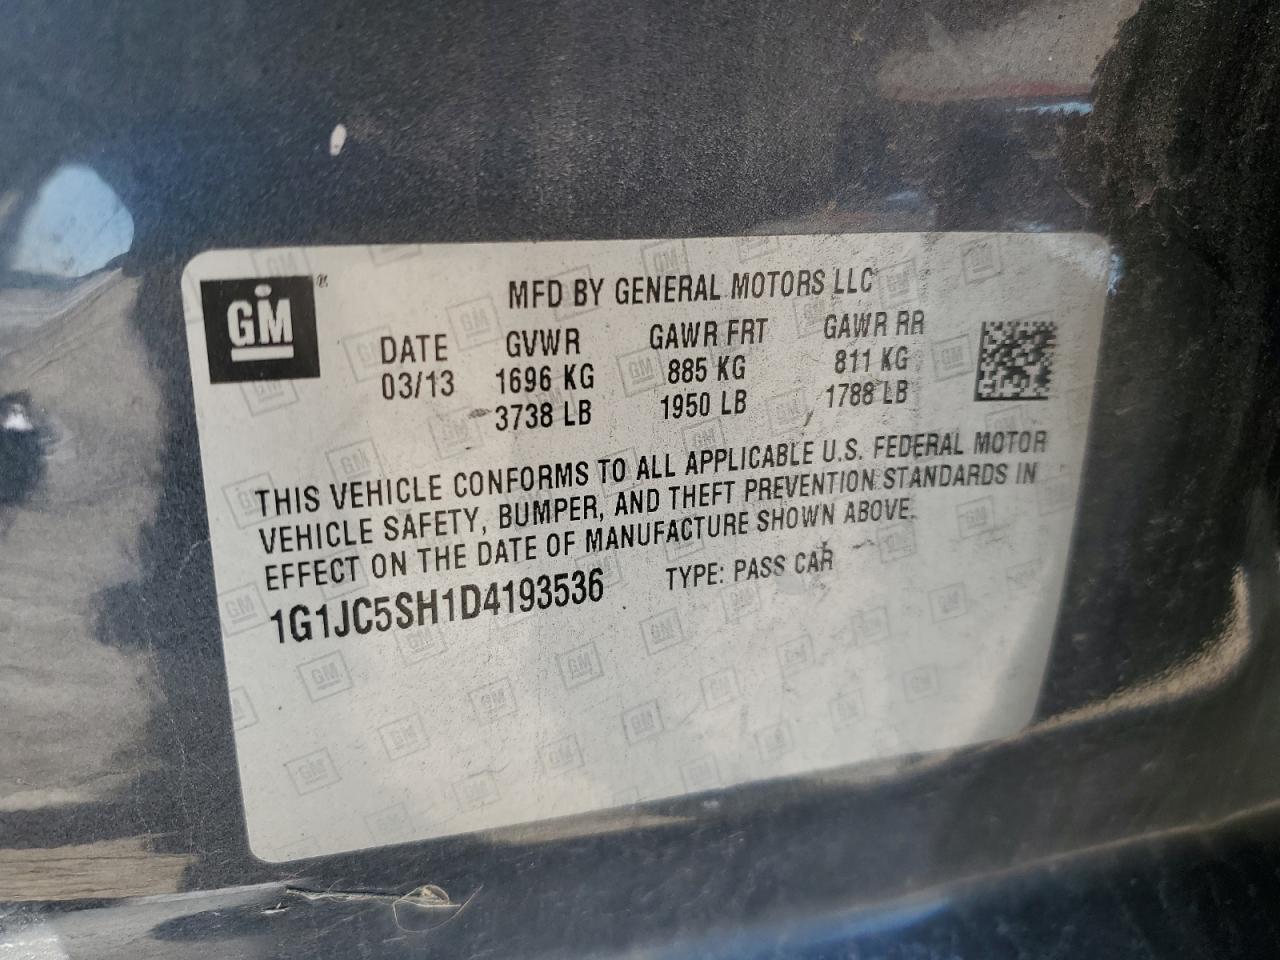 GM®
MFD BY GENERAL MOTORS LLC
DATE GVWR GAWR FRT GAWR RR
03/13 1696 KG 885 KG 811 KG
3738 LB 1950 LB 1788 LB
THIS VEHICLE CONFORMS TO ALL APPLICABLE U.S. FEDERAL MOTOR
VEHICLE SAFETY, BUMPER, AND THEFT PREVENTION STANDARDS IN
EFFECT ON THE DATE OF MANUFACTURE SHOWN ABOVE.
1G1JC5SH1D4193536 TYPE: PASS CAR